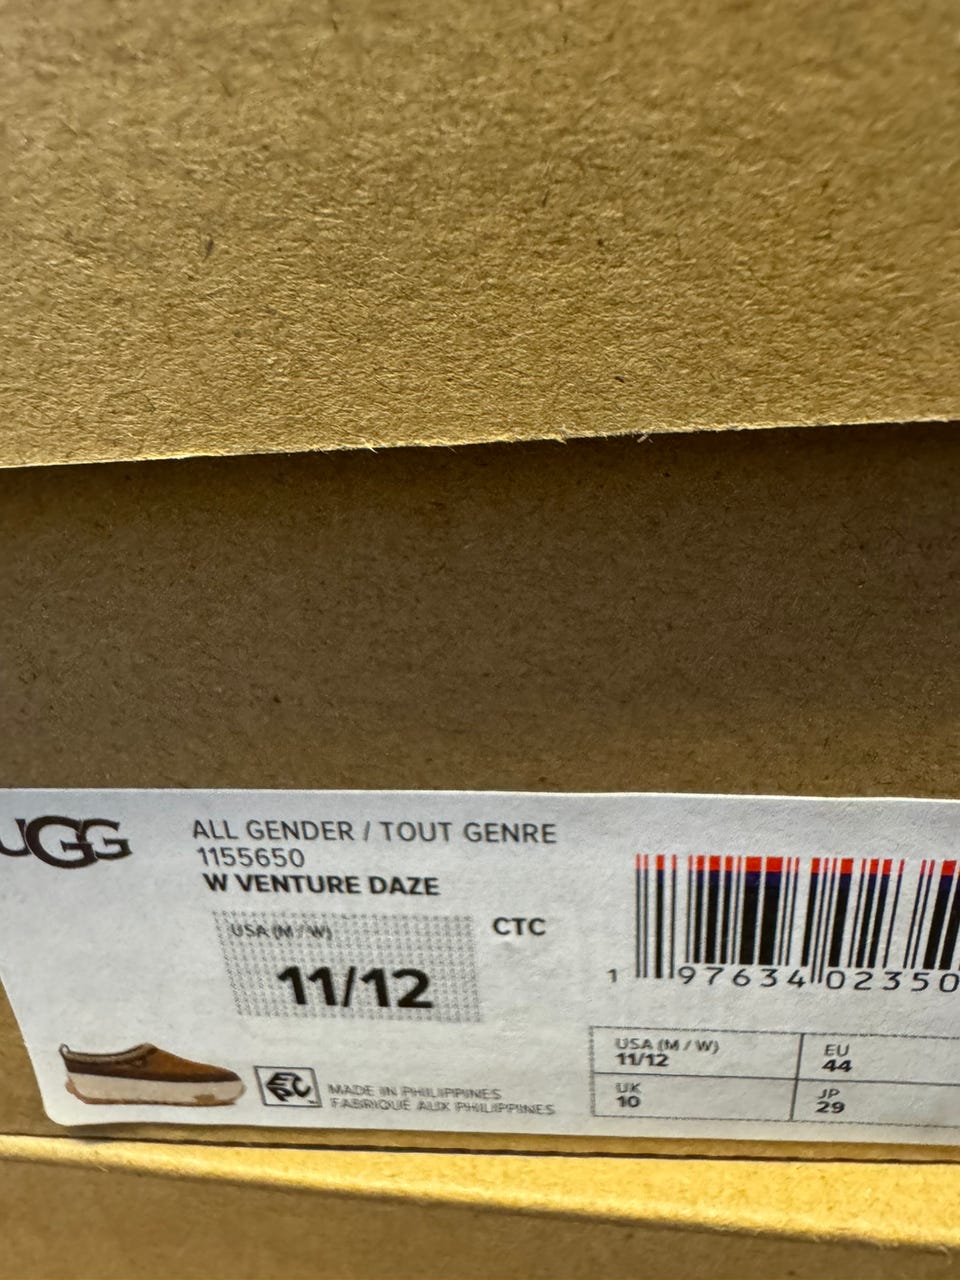 UGG
ALL GENDER / TOUT GENRE
1155650
W VENTURE DAZE
USA (M / W)
11/12
CTC
1 97634 02350
USA (M / W)
11/12
EU
44
UK
10
JP
29
MADE IN PHILIPPINES
FABRIQUÉ AUX PHILIPPINES